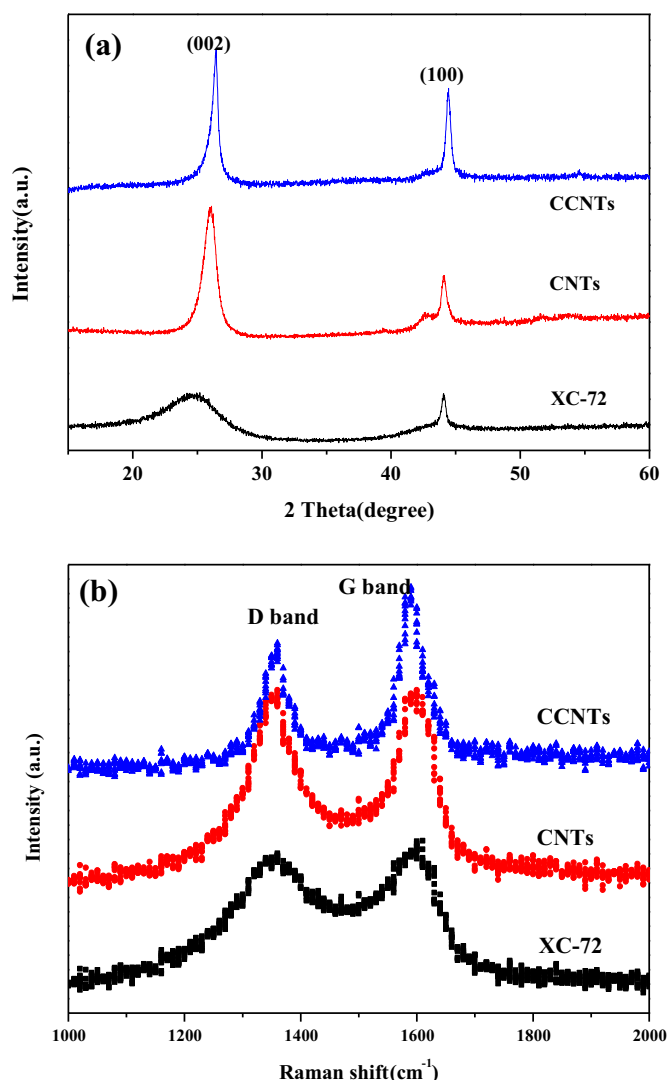 (a)
(002)
(100)
CCNTs
CNTs
XC-72
Intensity(a.u.)
20 30 40 50 60
2 Theta(degree)
(b)
G band
D band
CCNTs
CNTs
XC-72
Intensity (a.u.)
1000 1200 1400 1600 1800 2000
Raman shift(cm⁻¹)